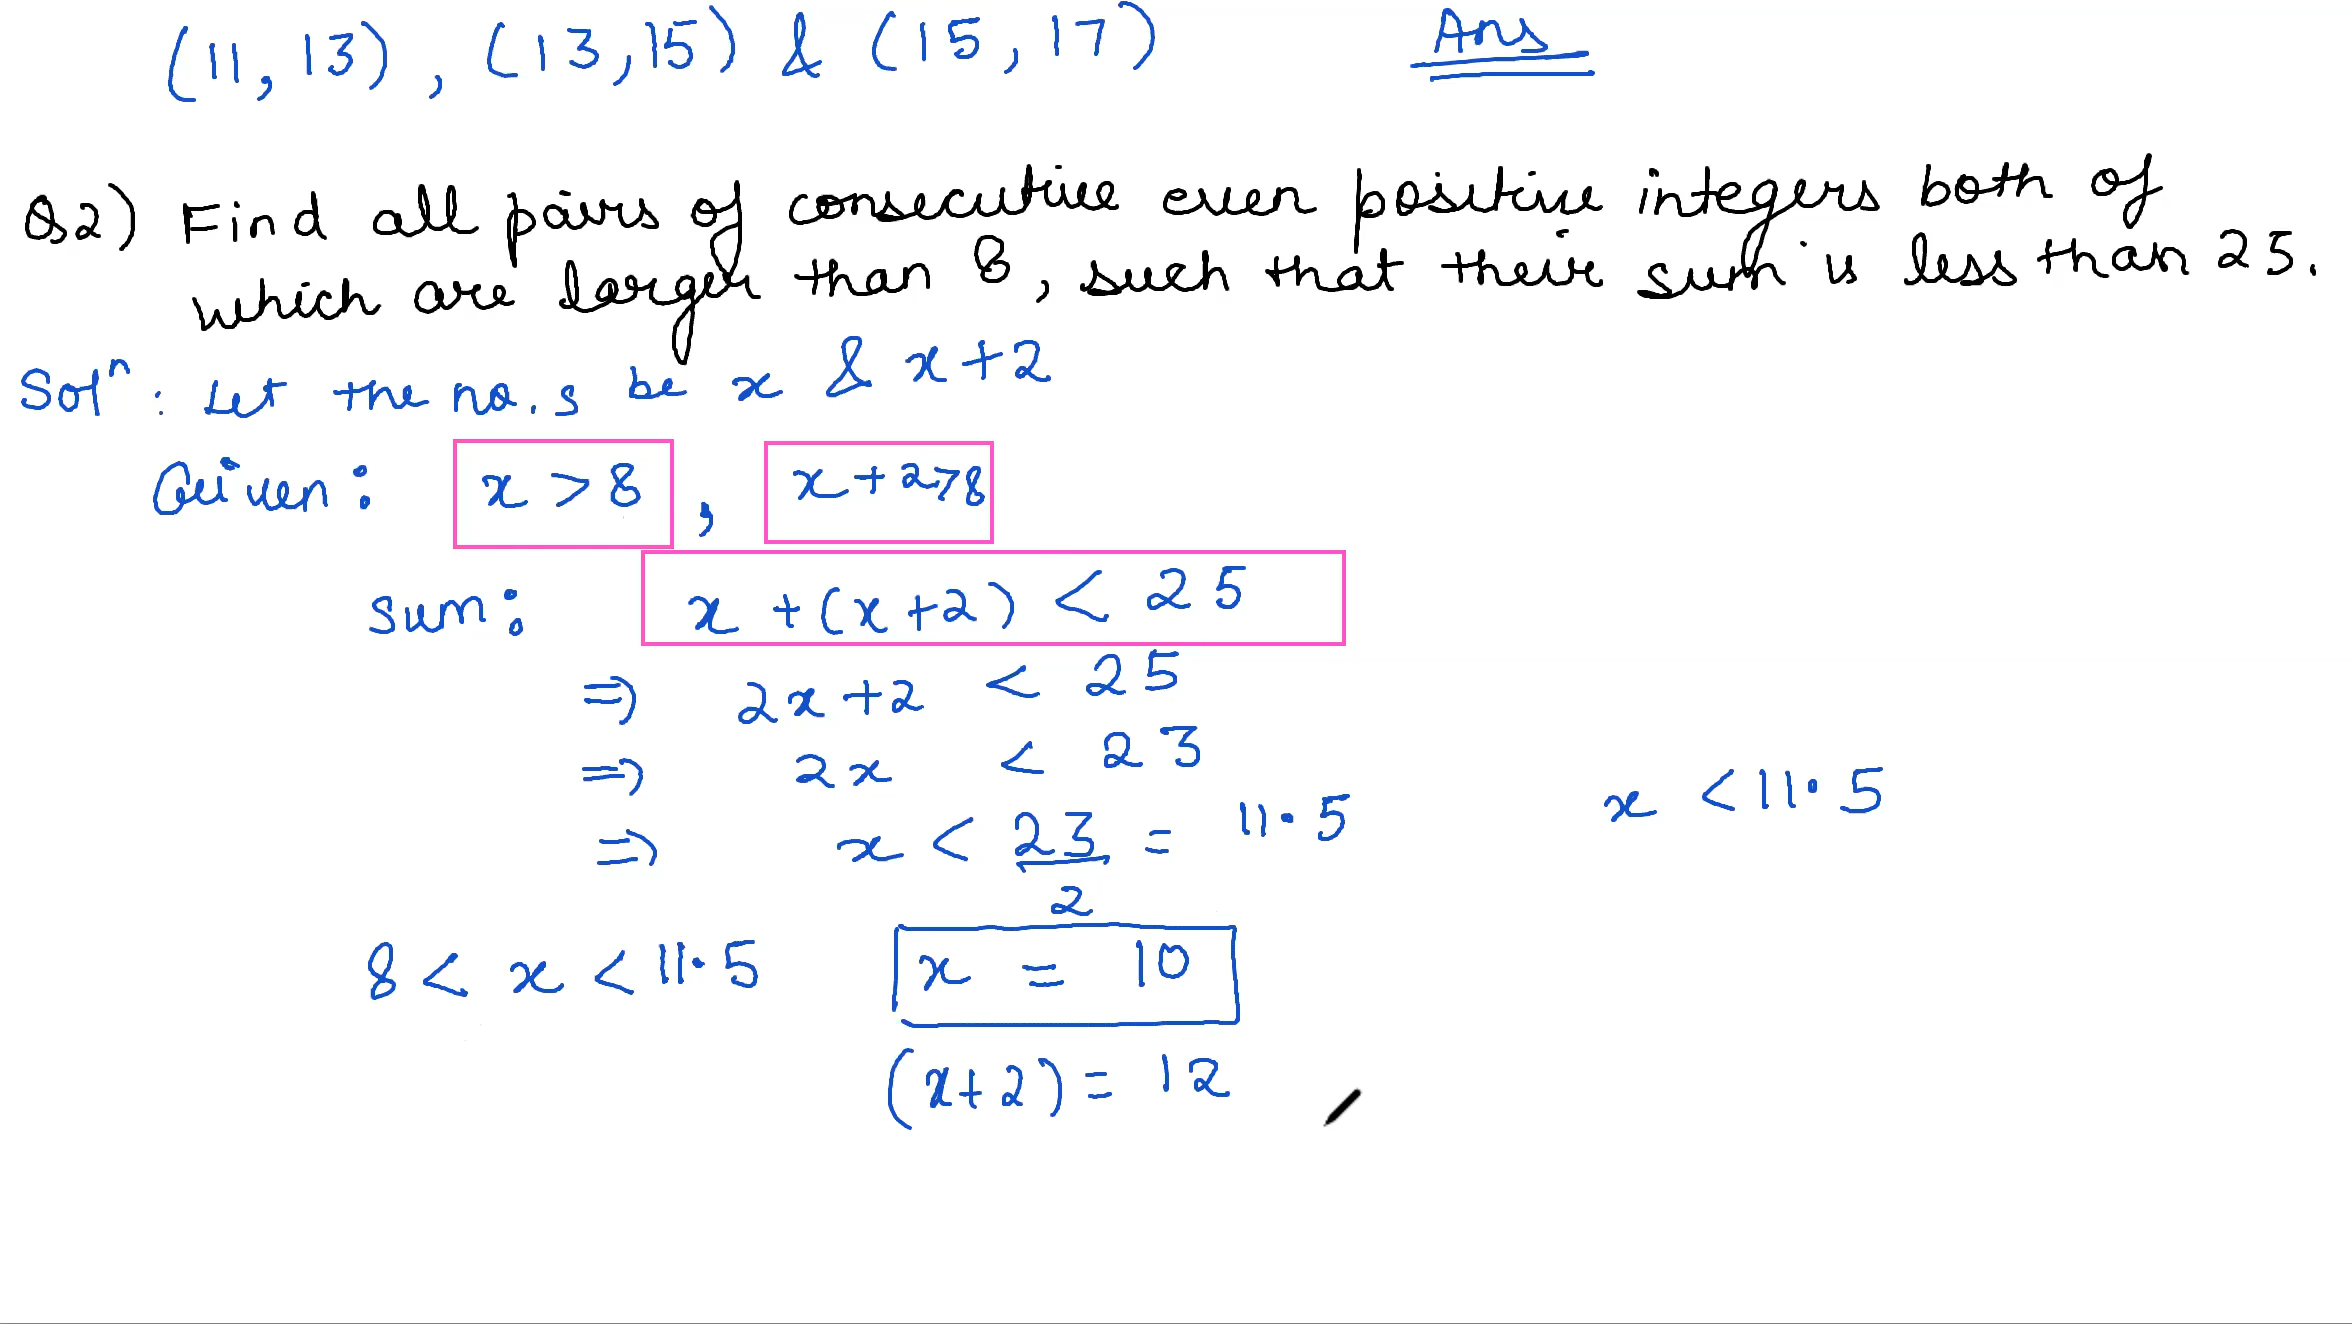 (11, 13), (13, 15) & (15, 17) Ans
Q2) Find all pairs of consecutive even positive integers both of
which are larger than 8, such that their sum is less than 25.
Solⁿ: Let the no.s be x & x+2
Given: x > 8, x+2>8
Sum: x + (x+2) < 25
⇒ 2x+2 < 25
⇒ 2x < 23
⇒ x < 23/2 = 11.5 x < 11.5
8 < x < 11.5 x = 10
(x+2) = 12